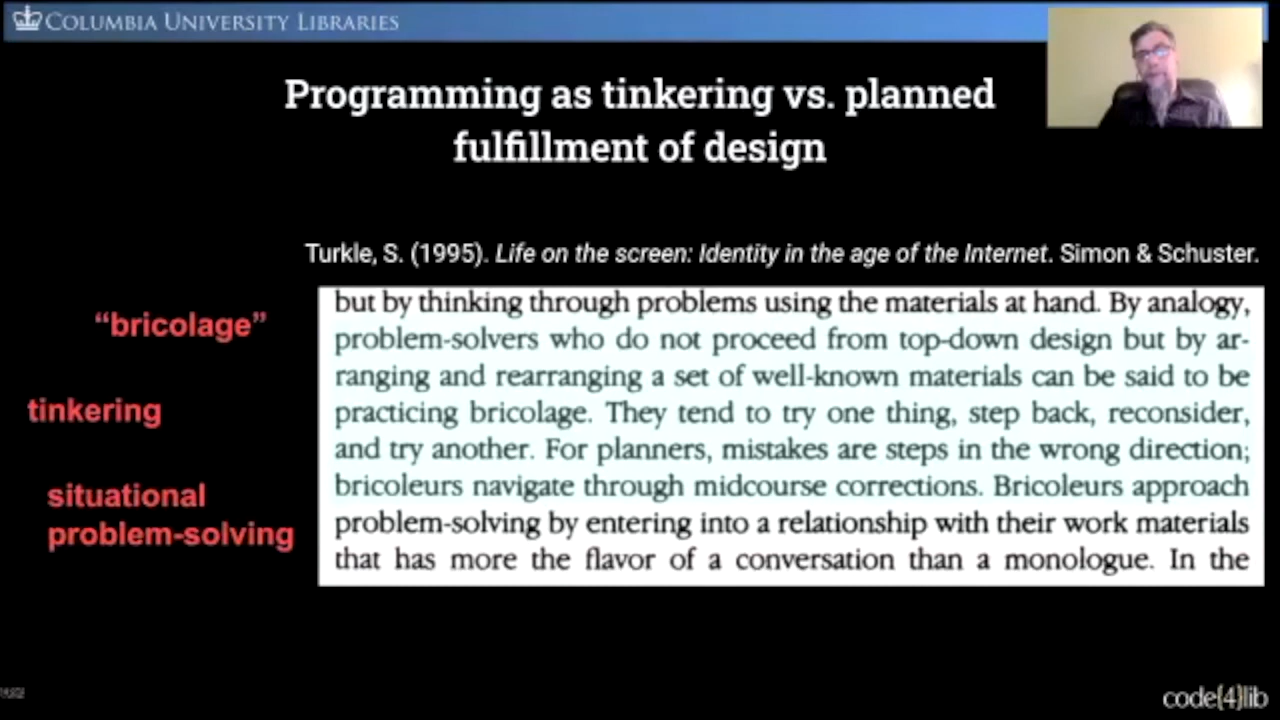 COLUMBIA UNIVERSITY LIBRARIES
Programming as tinkering vs. planned
fulfillment of design
Turkle, S. (1995). Life on the screen: Identity in the age of the Internet. Simon & Schuster.
“bricolage”
tinkering
situational
problem-solving
but by thinking through problems using the materials at hand. By analogy,
problem-solvers who do not proceed from top-down design but by ar-
ranging and rearranging a set of well-known materials can be said to be
practicing bricolage. They tend to try one thing, step back, reconsider,
and try another. For planners, mistakes are steps in the wrong direction;
bricoleurs navigate through midcourse corrections. Bricoleurs approach
problem-solving by entering into a relationship with their work materials
that has more the flavor of a conversation than a monologue. In the
code{4}lib